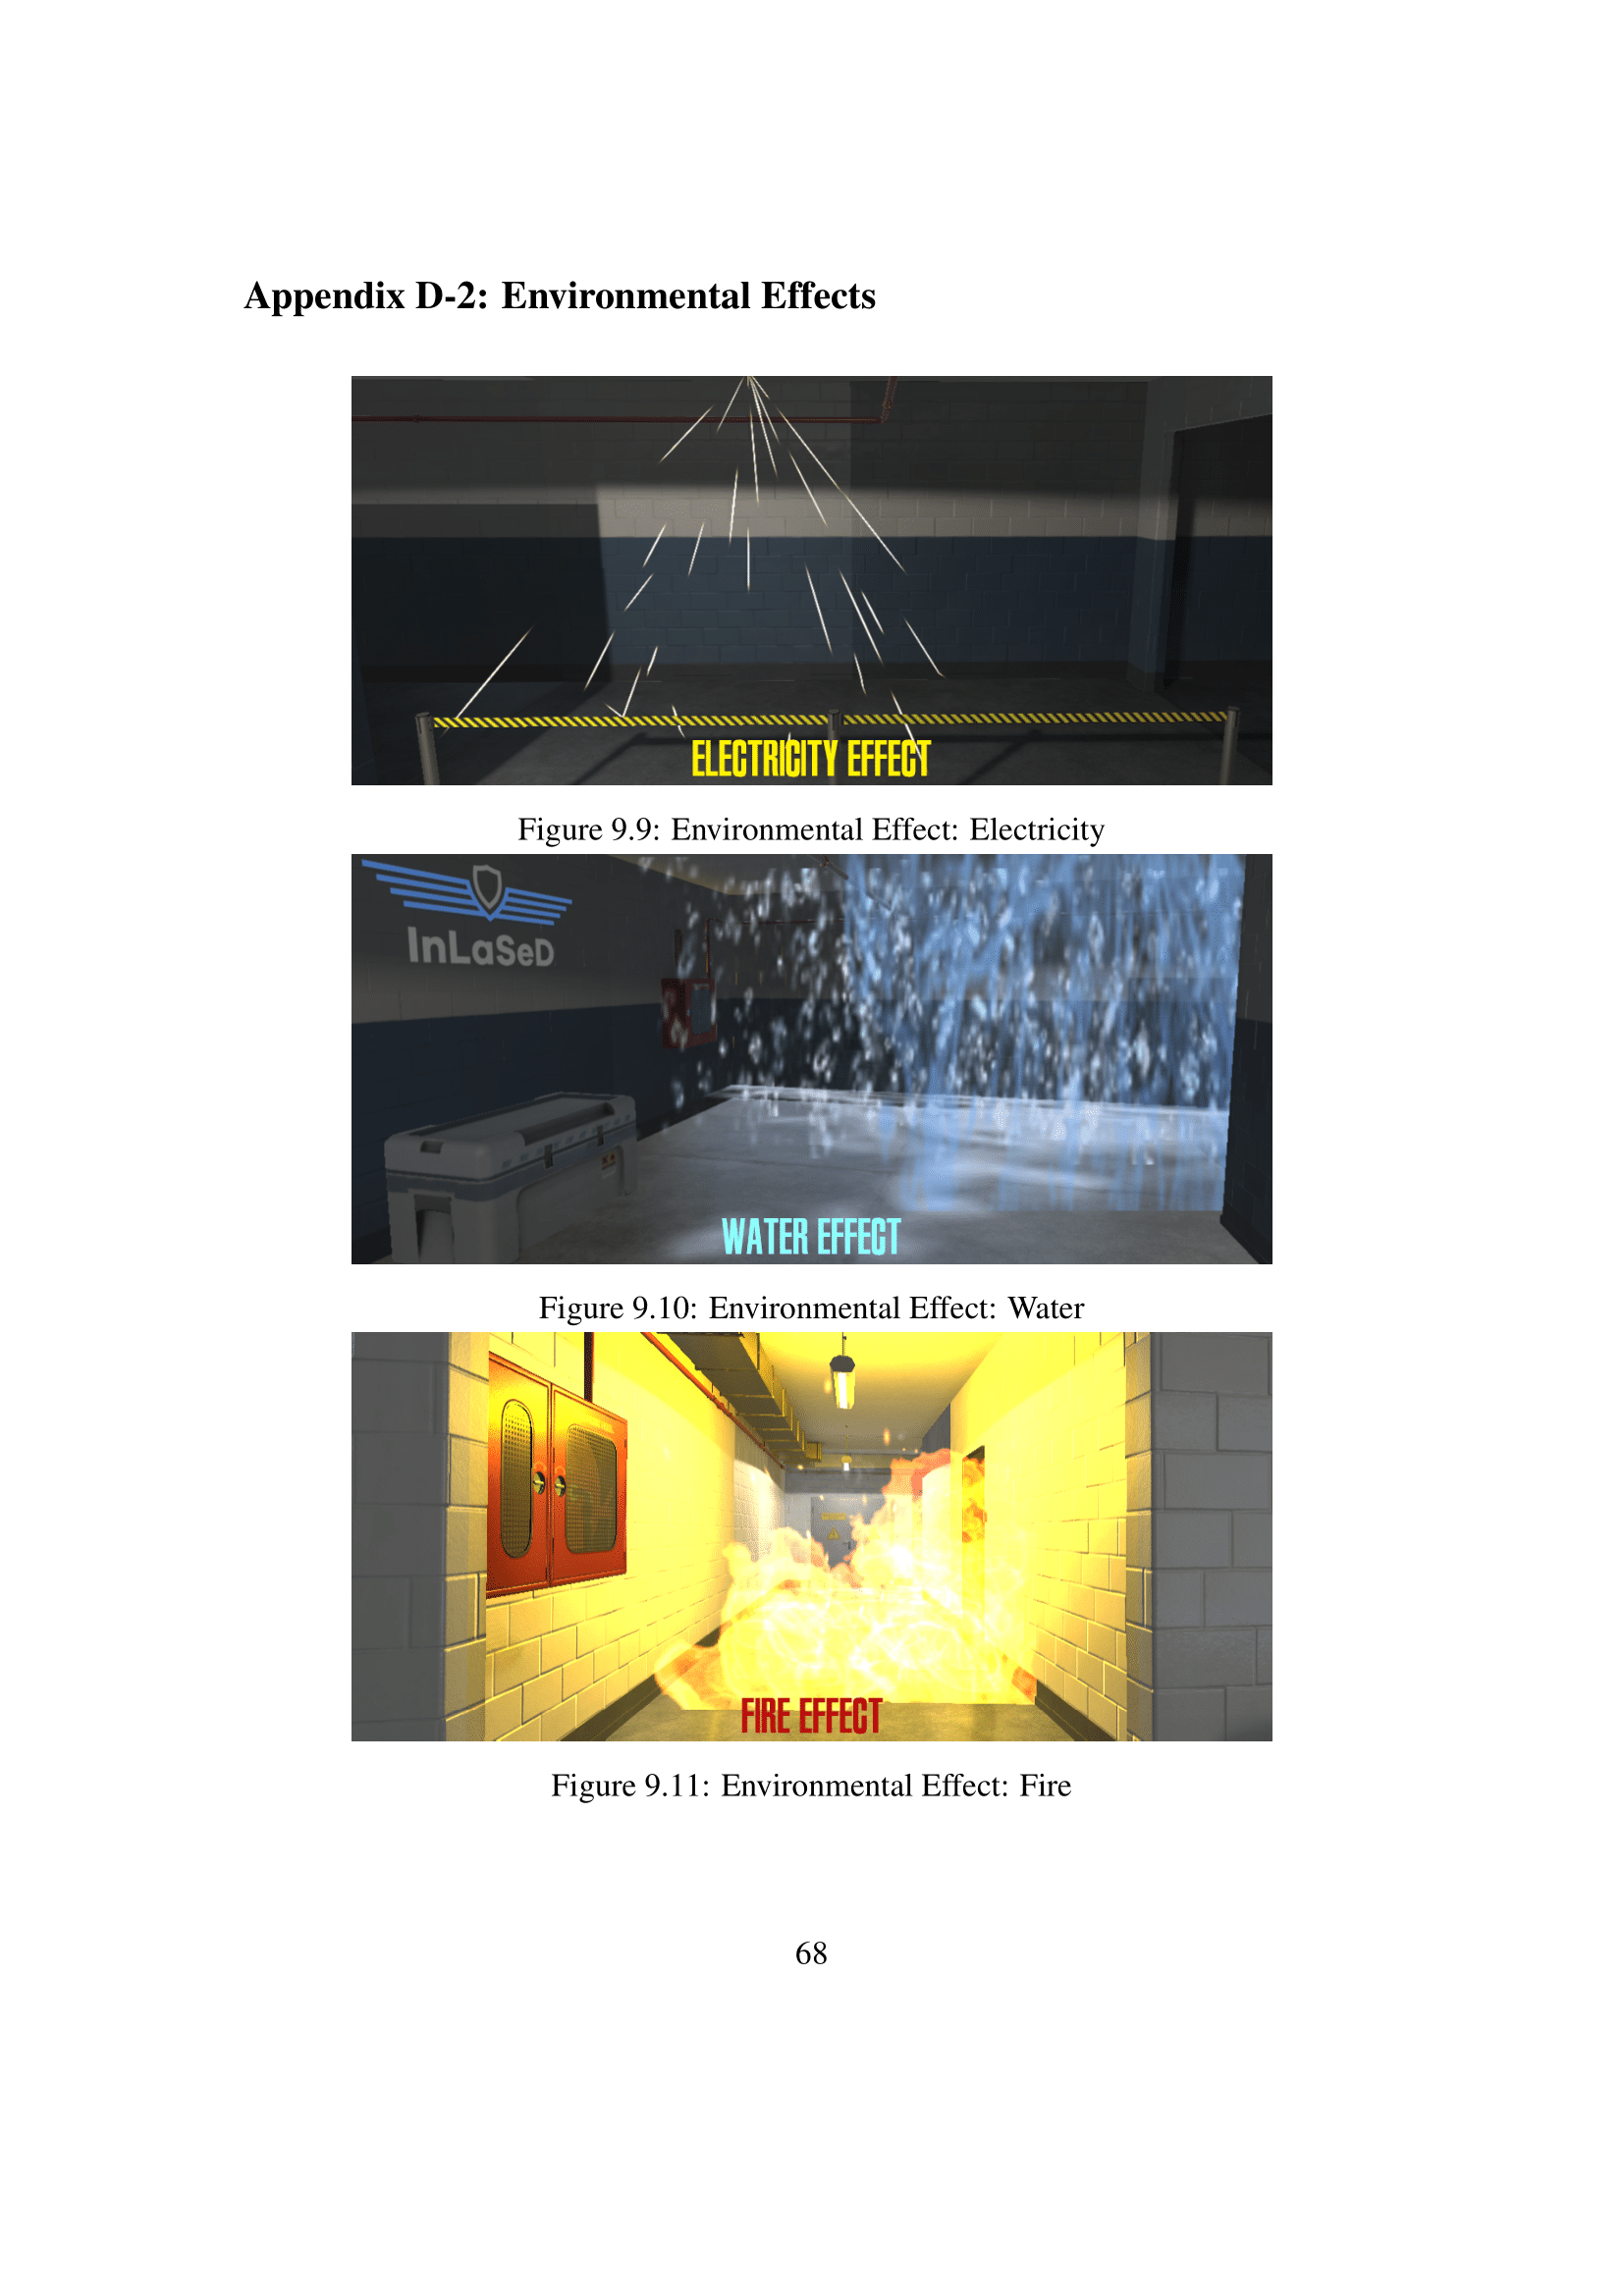 Appendix D-2: Environmental Effects
ELECTRICITY EFFECT
Figure 9.9: Environmental Effect: Electricity
InLaSeD
WATER EFFECT
Figure 9.10: Environmental Effect: Water
FIRE EFFECT
Figure 9.11: Environmental Effect: Fire
68